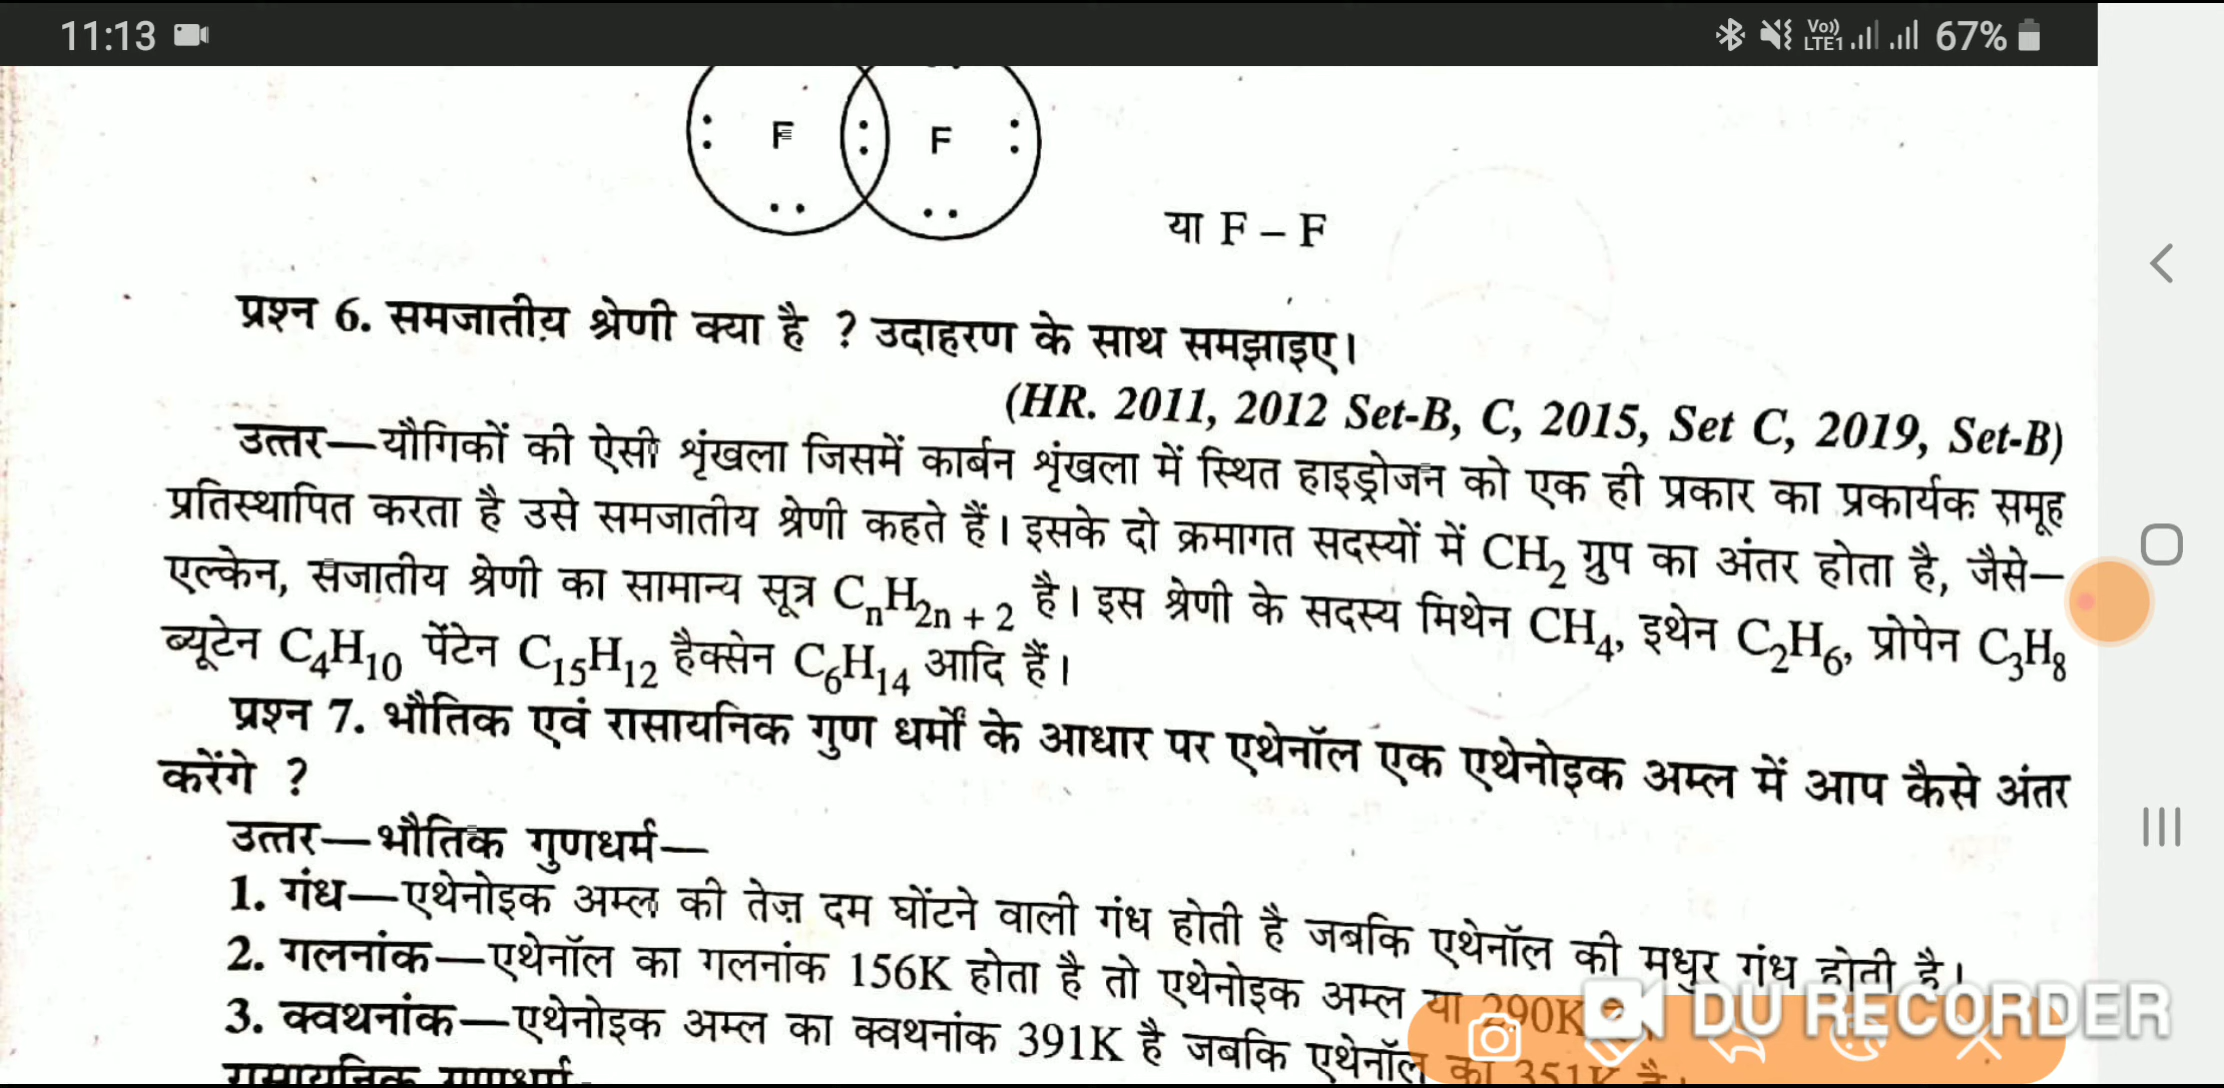 11:13 Vo)) LTE1 67%
F F
या F – F
प्रश्न 6. समजातीय श्रेणी क्या है ? उदाहरण के साथ समझाइए।
(HR. 2011, 2012 Set-B, C, 2015, Set C, 2019, Set-B)
उत्तर—यौगिकों की ऐसी शृंखला जिसमें कार्बन शृंखला में स्थित हाइड्रोजन को एक ही प्रकार का प्रकार्यक समूह
प्रतिस्थापित करता है उसे समजातीय श्रेणी कहते हैं। इसके दो क्रमागत सदस्यों में CH₂ ग्रुप का अंतर होता है, जैसे—
एल्केन, सजातीय श्रेणी का सामान्य सूत्र CₙH₂ₙ ₊ ₂ है। इस श्रेणी के सदस्य मिथेन CH₄, इथेन C₂H₆, प्रोपेन C₃H₈
ब्यूटेन C₄H₁₀ पेंटेन C₁₅H₁₂ हैक्सेन C₆H₁₄ आदि हैं।
प्रश्न 7. भौतिक एवं रासायनिक गुण धर्मों के आधार पर एथेनॉल एक एथेनोइक अम्ल में आप कैसे अंतर
करेंगे ?
उत्तर—भौतिक गुणधर्म—
1. गंध—एथेनोइक अम्ल की तेज़ दम घोंटने वाली गंध होती है जबकि एथेनॉल की मधुर गंध होती है।
2. गलनांक—एथेनॉल का गलनांक 156K होता है तो एथेनोइक अम्ल या 290K
3. क्वथनांक—एथेनोइक अम्ल का क्वथनांक 391K है जबकि एथेनॉल का 351K है।
DU RECORDER